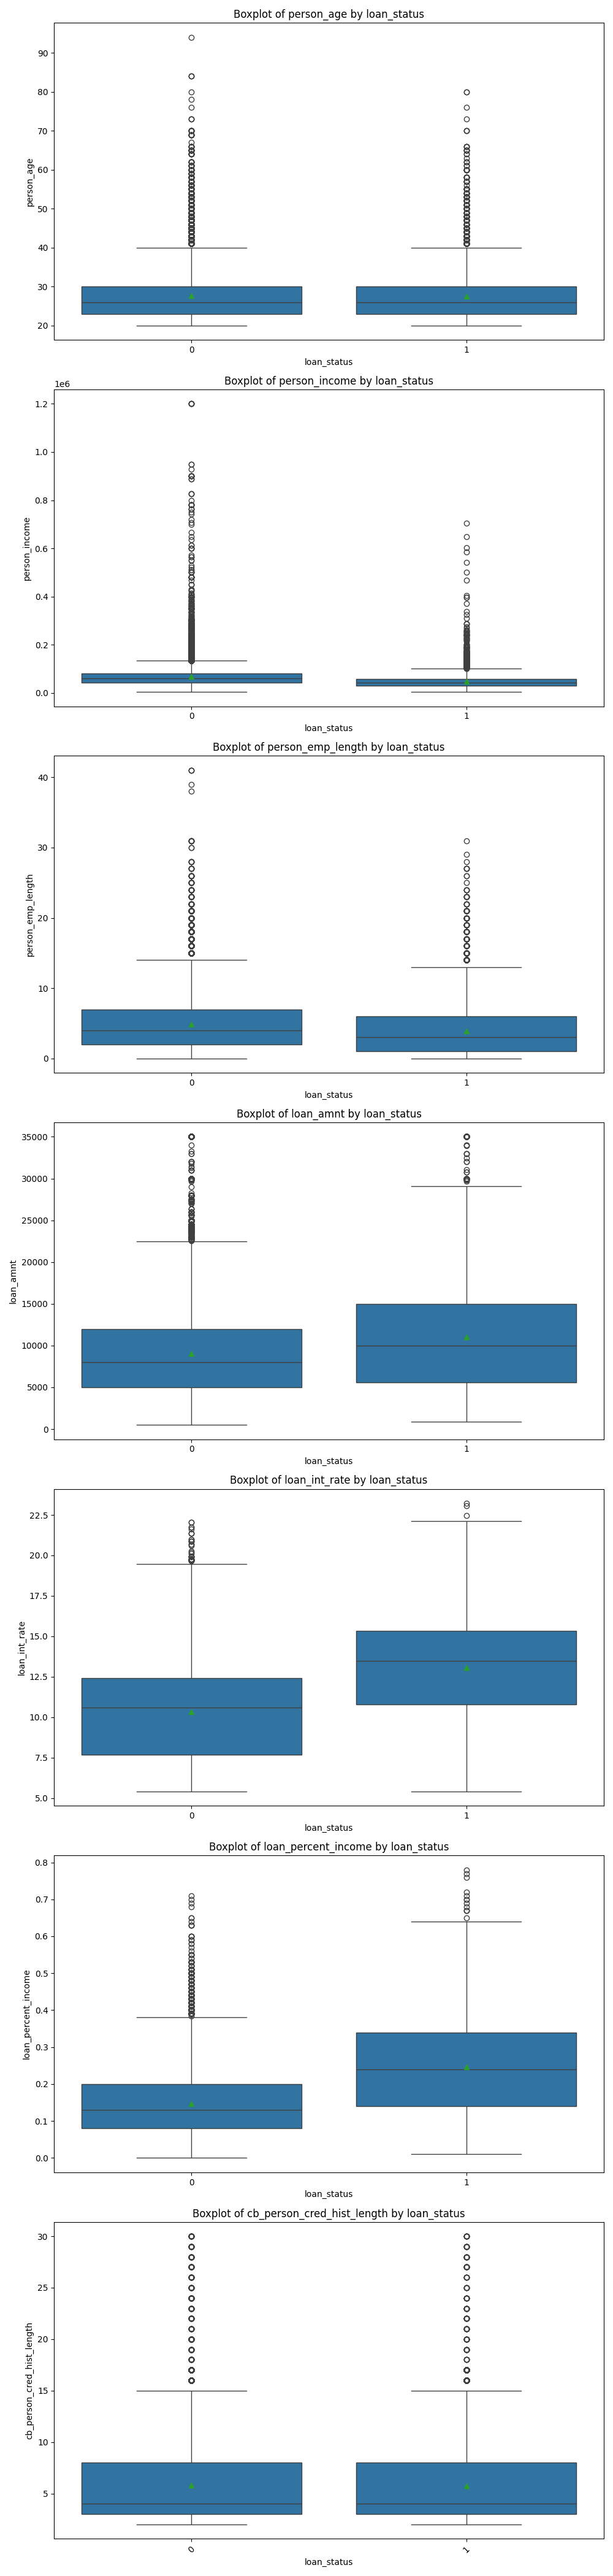 Boxplot of person_age by loan_status
90
80
70
60
50
40
30
20
person_age
0 1
loan_status
Boxplot of person_income by loan_status
1e6
1.2
1.0
0.8
0.6
0.4
0.2
0.0
person_income
0 1
loan_status
Boxplot of person_emp_length by loan_status
40
30
20
10
0
person_emp_length
0 1
loan_status
Boxplot of loan_amnt by loan_status
35000
30000
25000
20000
15000
10000
5000
0
loan_amnt
0 1
loan_status
Boxplot of loan_int_rate by loan_status
22.5
20.0
17.5
15.0
12.5
10.0
7.5
5.0
loan_int_rate
0 1
loan_status
Boxplot of loan_percent_income by loan_status
0.8
0.7
0.6
0.5
0.4
0.3
0.2
0.1
0.0
loan_percent_income
0 1
loan_status
Boxplot of cb_person_cred_hist_length by loan_status
30
25
20
15
10
5
cb_person_cred_hist_length
0 1
loan_status